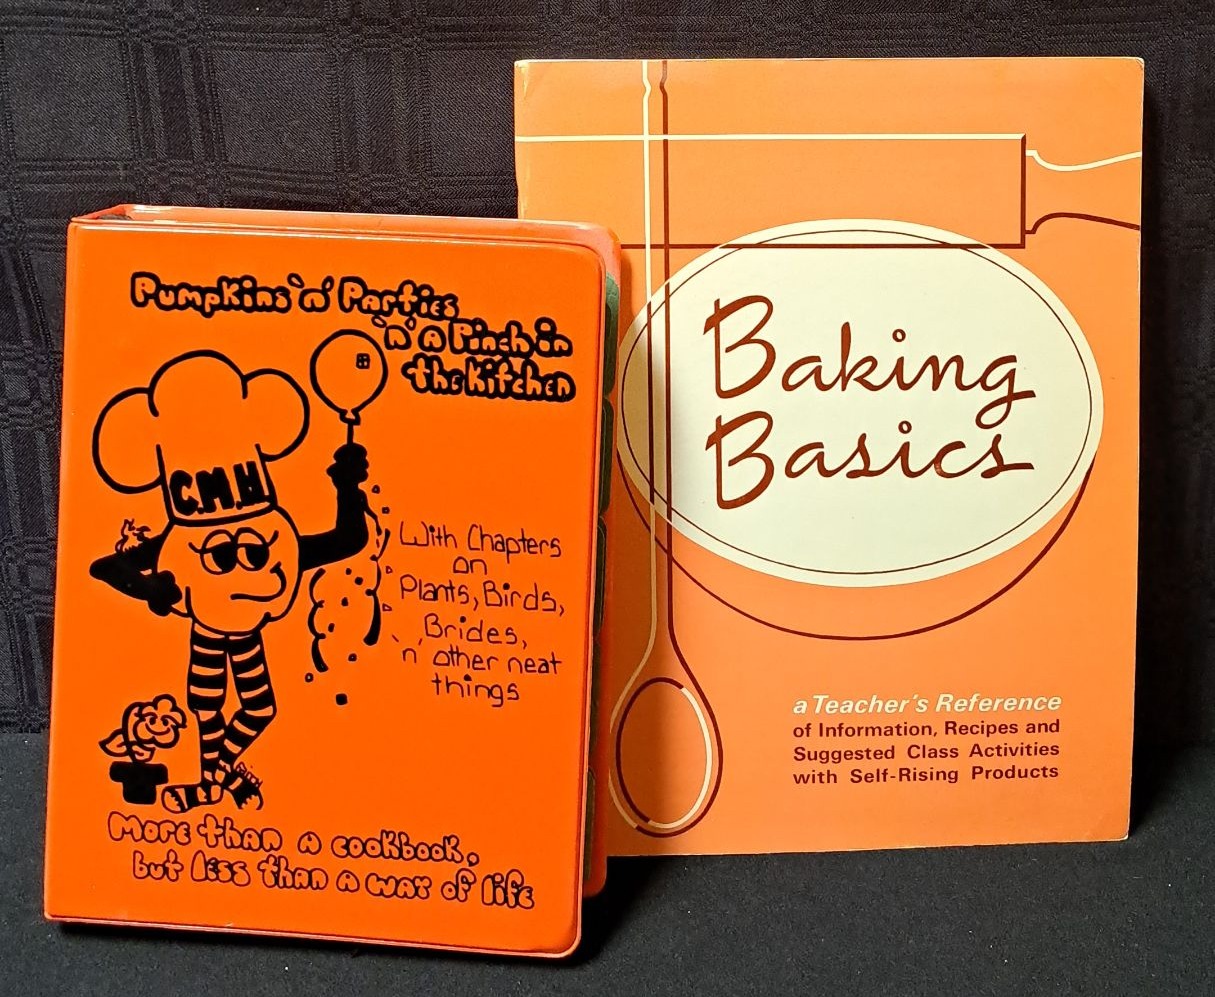 Pumpkins 'n' Parties
'n' A Pinch in
the Kitchen
C.M.H
With Chapters
on
Plants, Birds,
Brides,
'n' other neat
things
More than a cookbook,
but less than a way of life
Baking
Basics
a Teacher's Reference
of Information, Recipes and
Suggested Class Activities
with Self-Rising Products